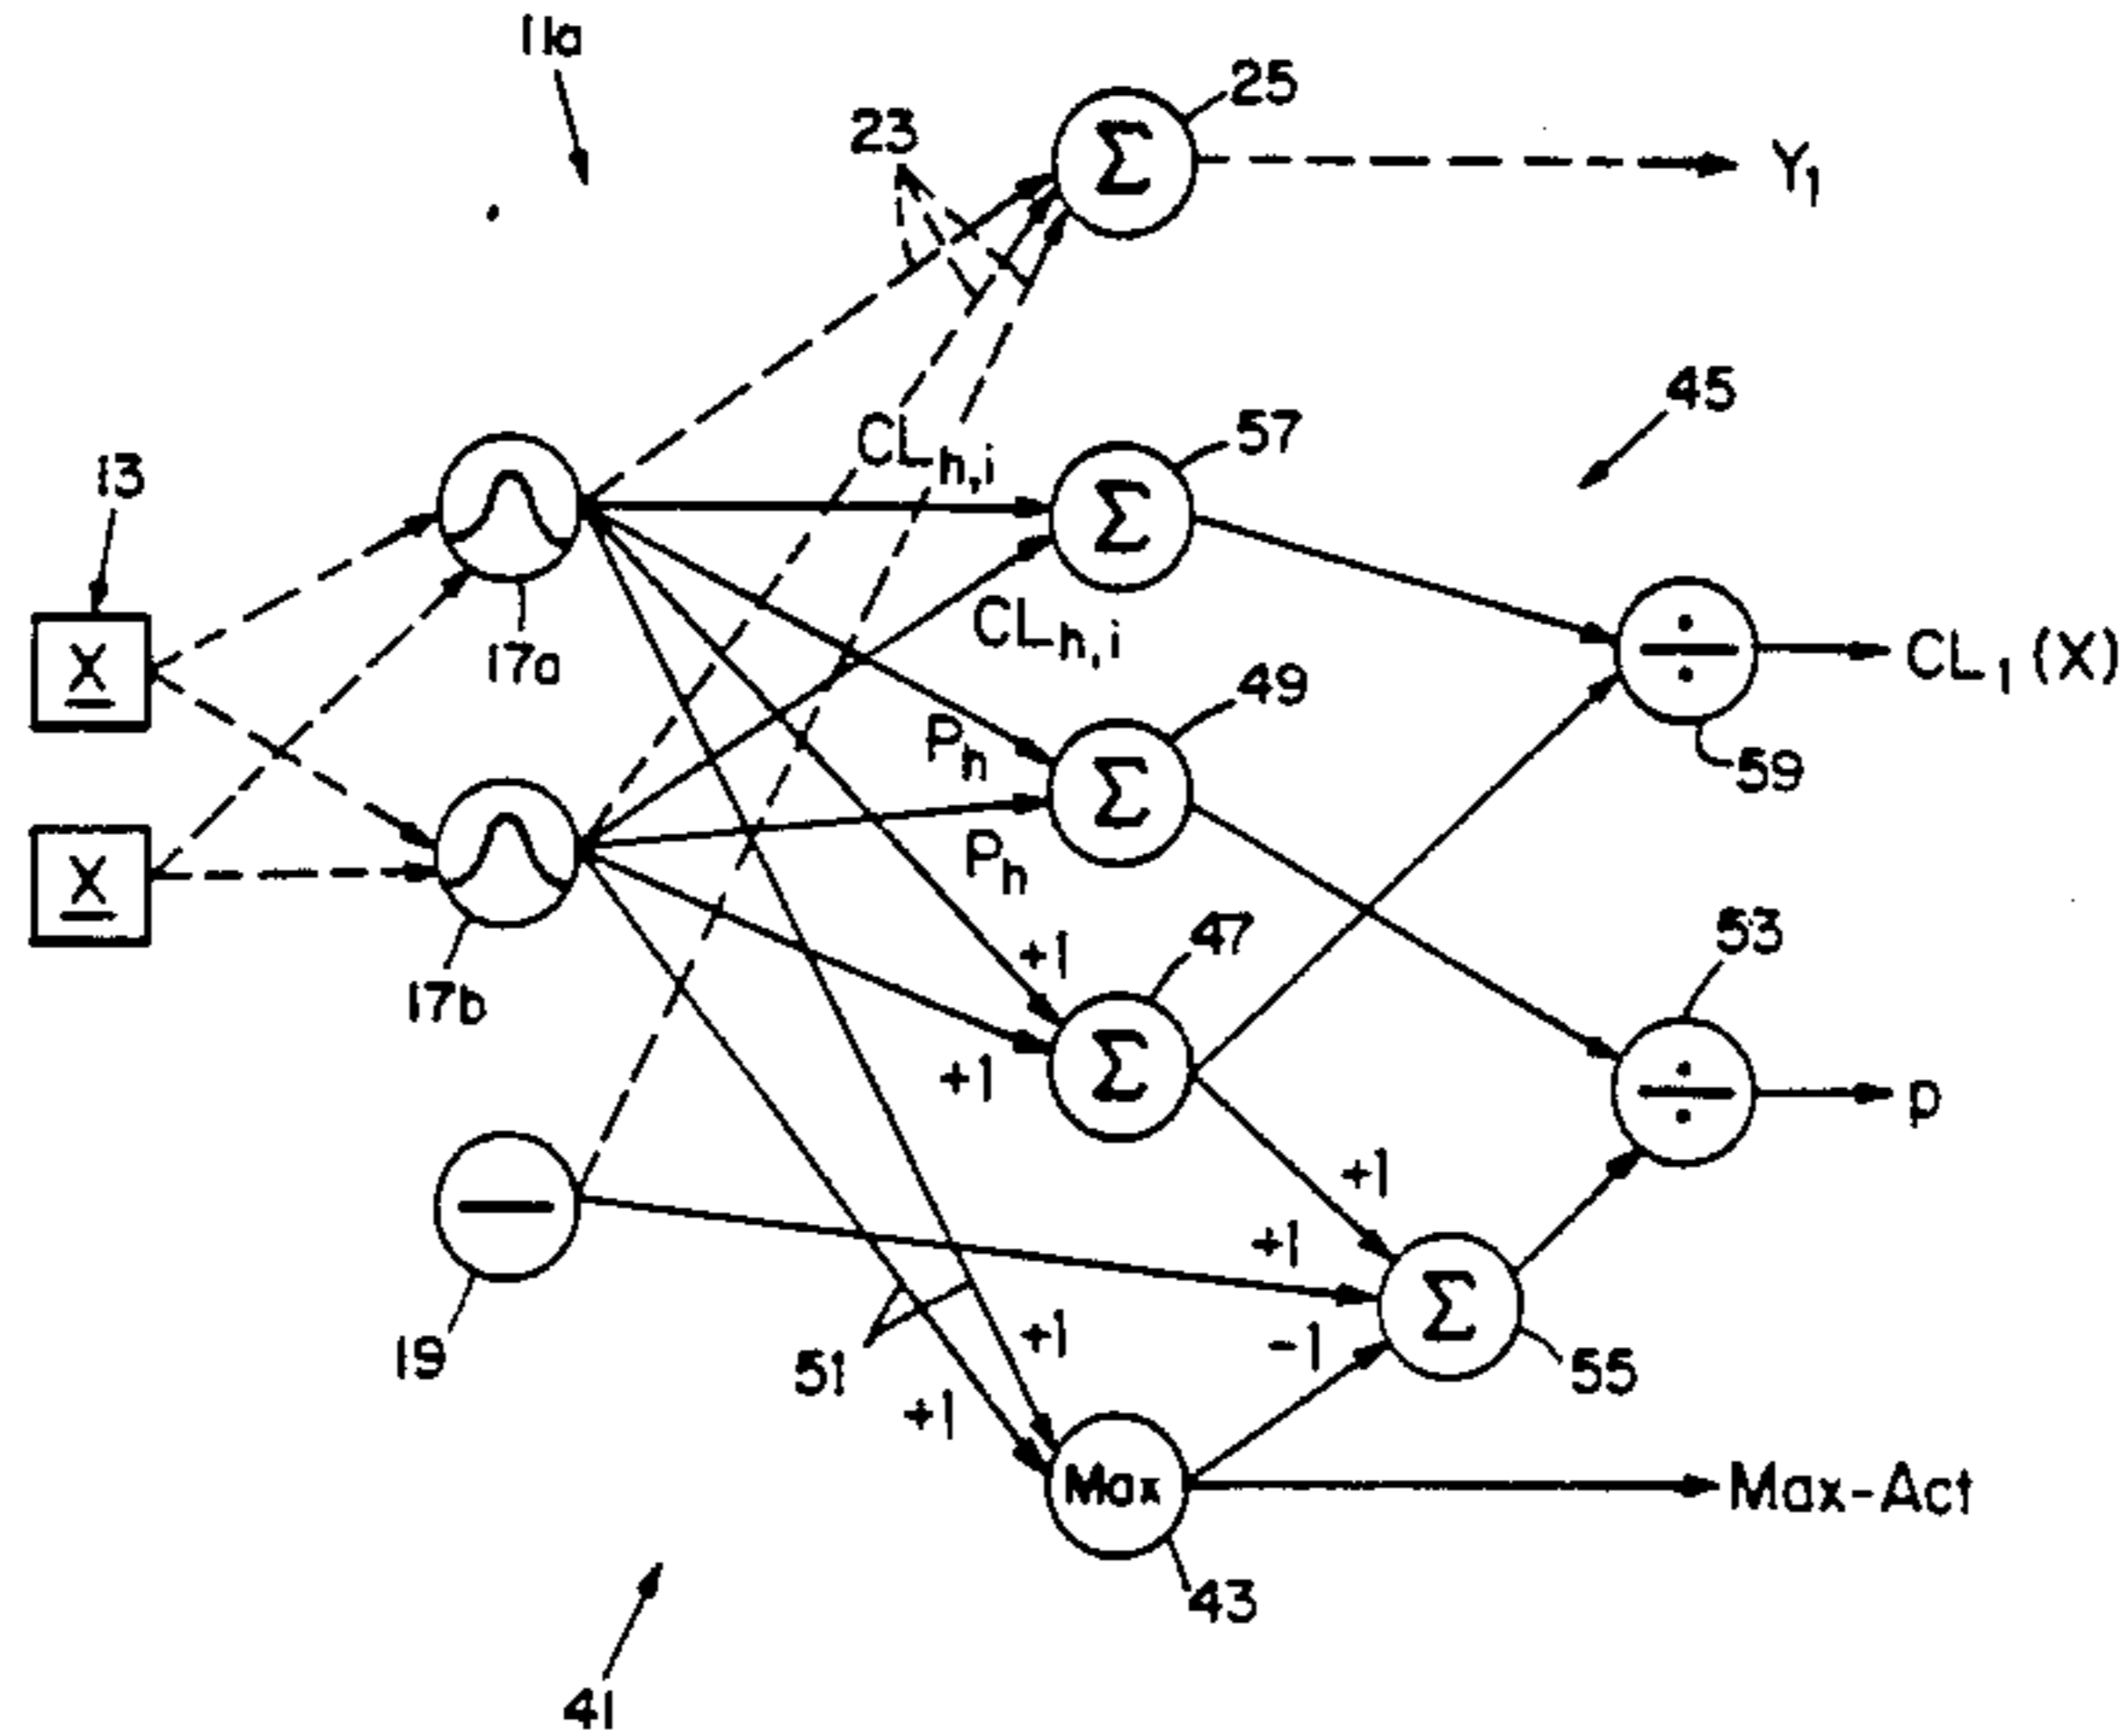 11a
25
23
Σ
Y1
45
57
CLh,i
13
Σ
X
17a
CLh,i
49
÷
CL1(X)
Ph
59
Σ
X
Ph
47
53
+1
17b
Σ
+1
÷
p
+1
—
+1
Σ
19
51
+1
-1
55
+1
Max
Max-Act
43
41